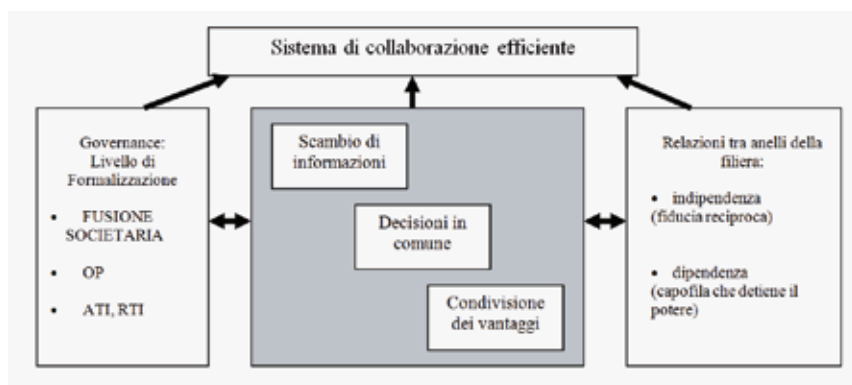 Sistema di collaborazione efficiente
Governance:
Livello di
Formalizzazione
• FUSIONE
SOCIETARIA
• OP
• ATI, RTI
Scambio di
informazioni
Decisioni in
comune
Condivisione
dei vantaggi
Relazioni tra anelli della
filiera:
• indipendenza
(fiducia reciproca)
• dipendenza
(capofila che detiene il
potere)